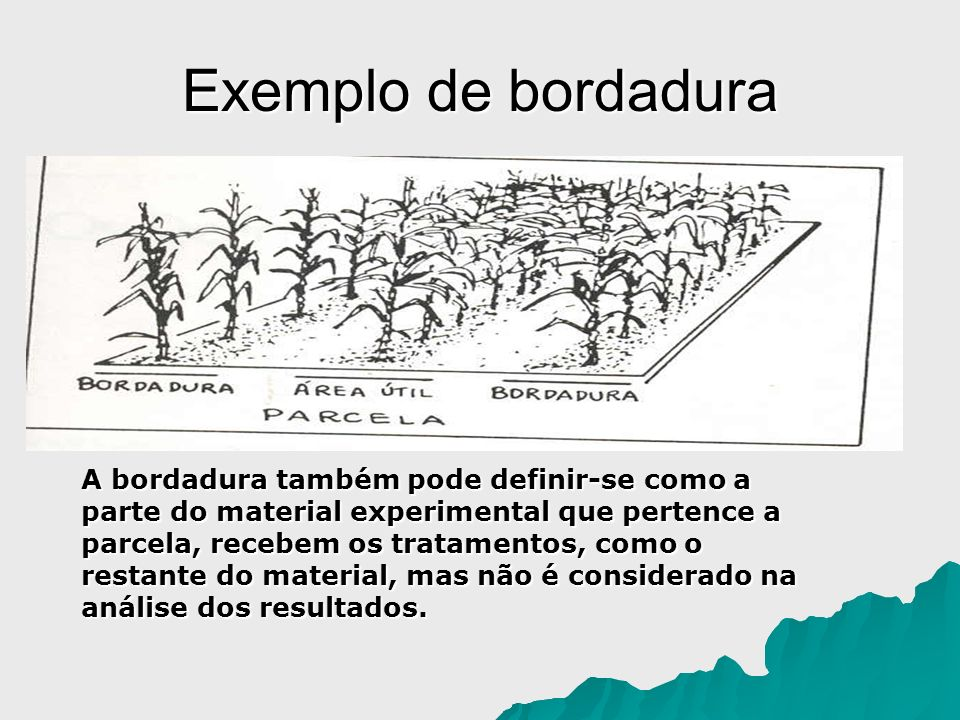 Exemplo de bordadura
BORDADURA ÁREA ÚTIL BORDADURA
PARCELA
A bordadura também pode definir-se como a
parte do material experimental que pertence a
parcela, recebem os tratamentos, como o
restante do material, mas não é considerado na
análise dos resultados.